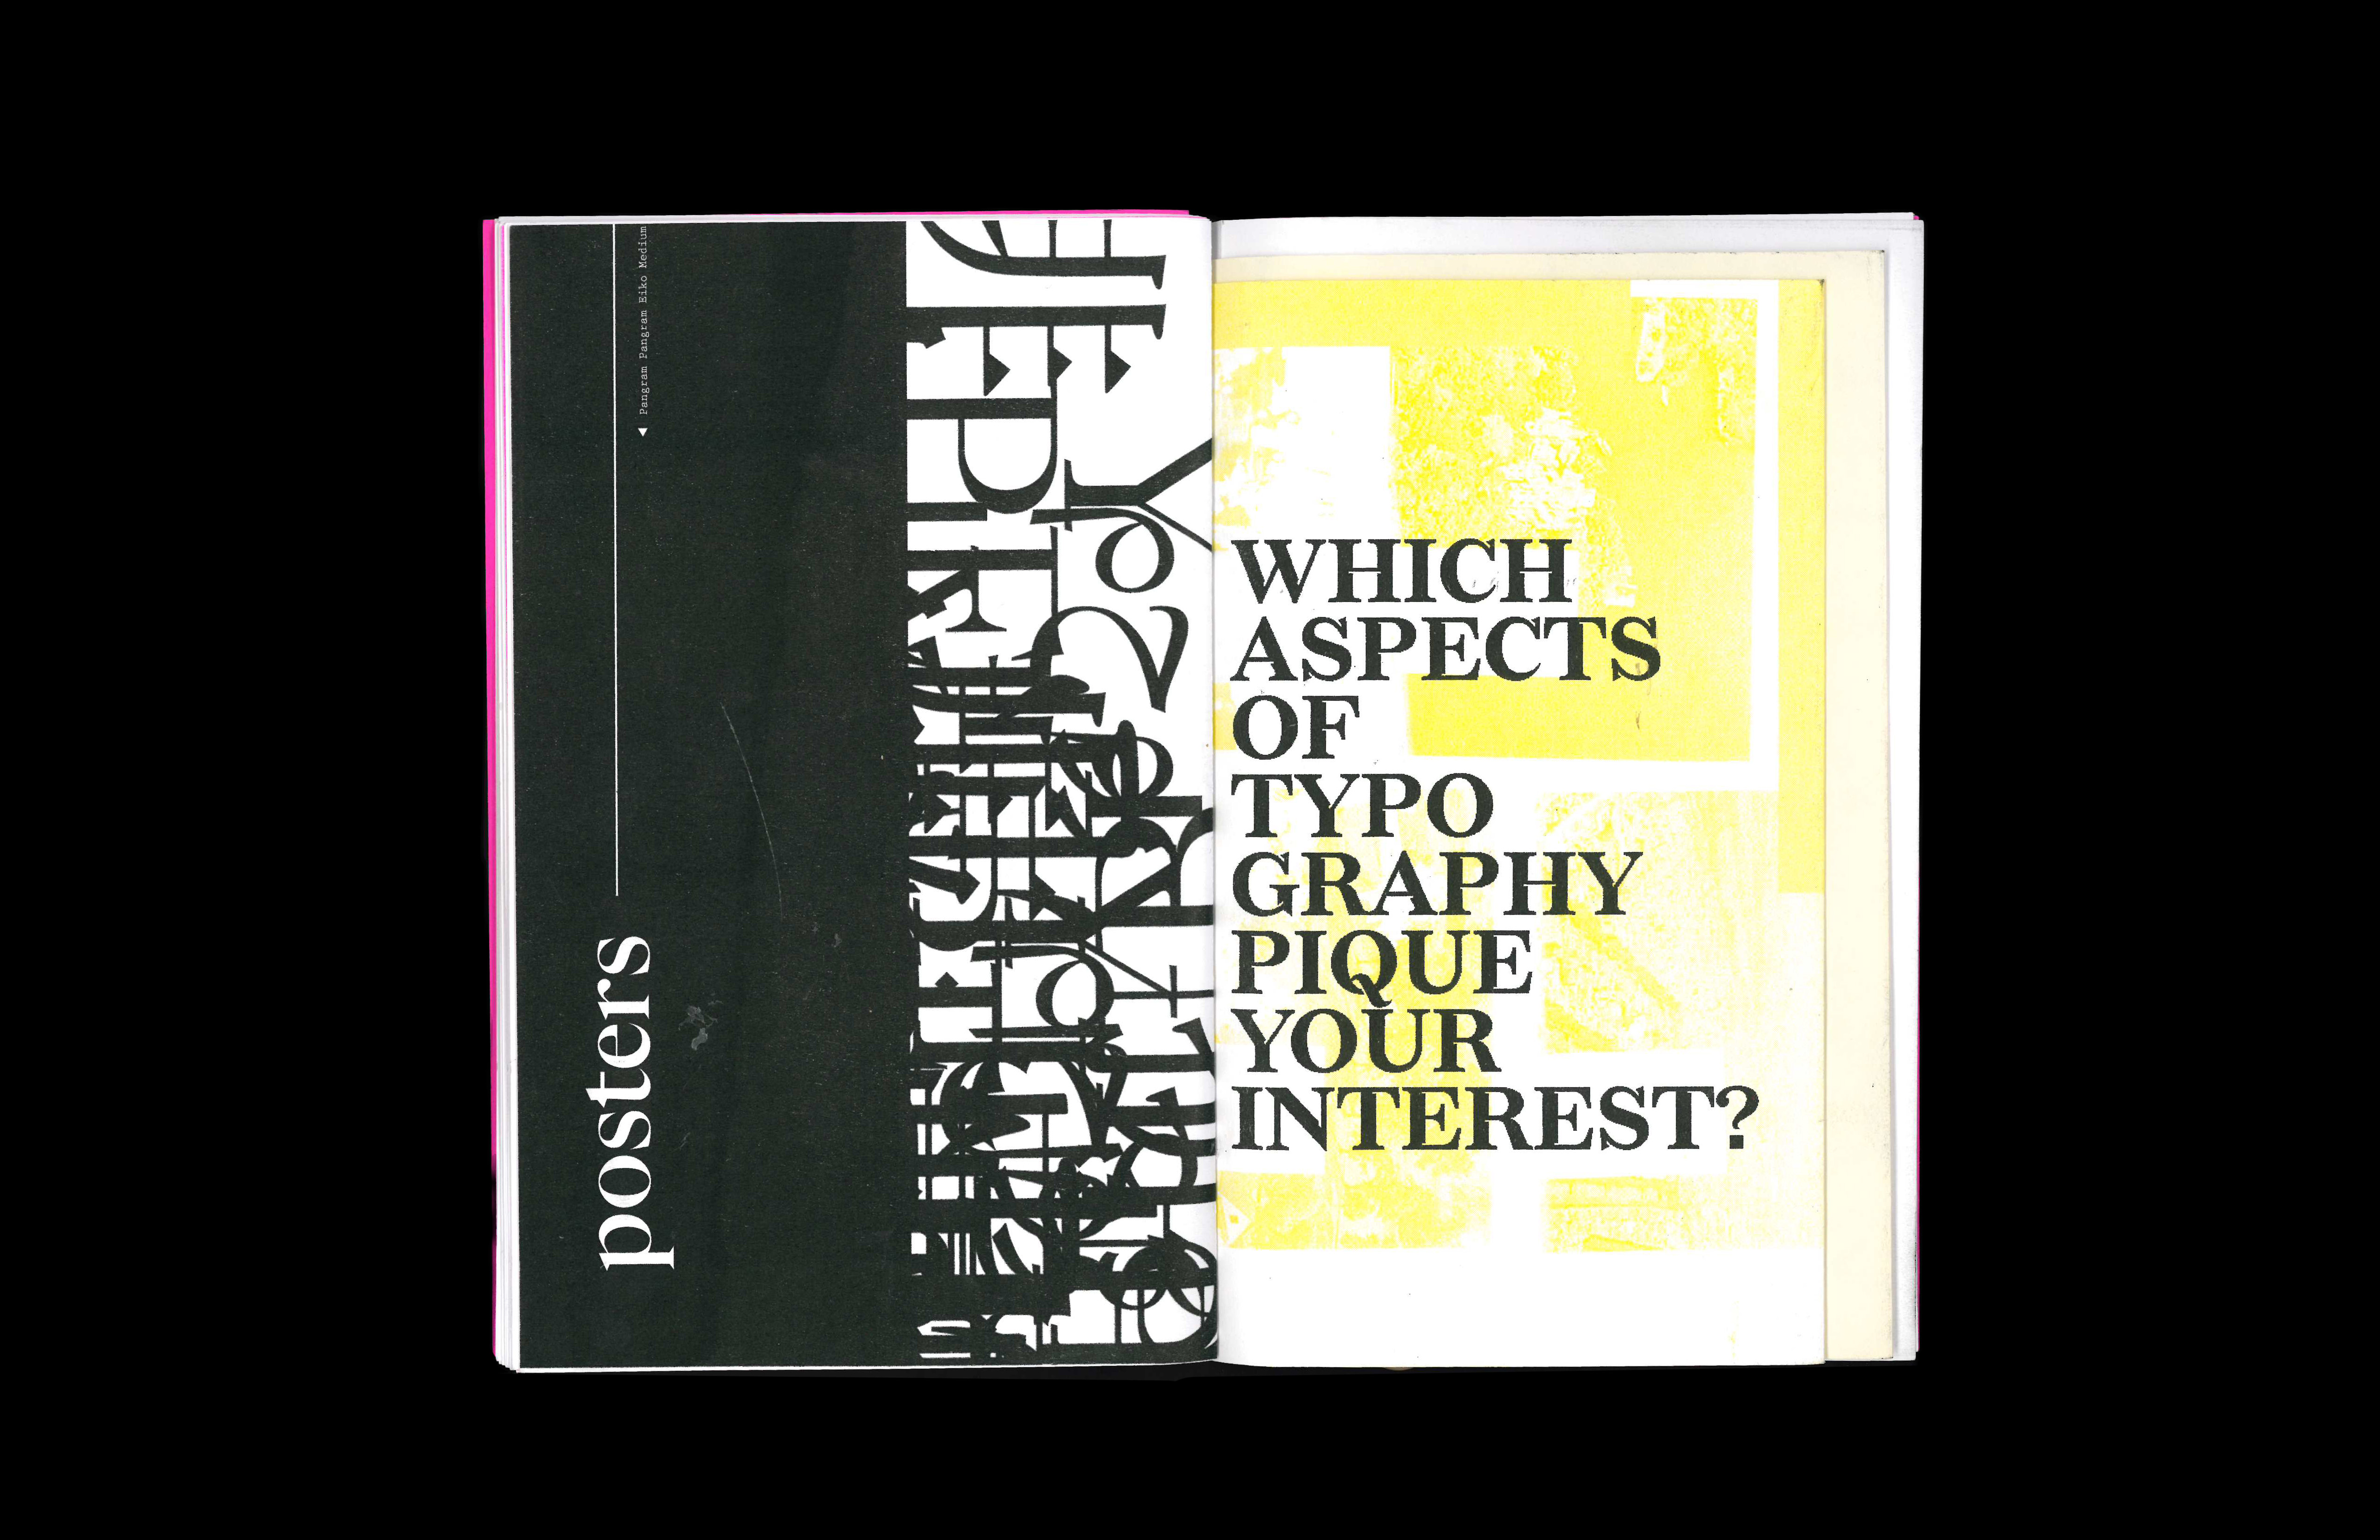 posters
Pangram Pangram Eiko Medium
WHICH
ASPECTS
OF
TYPO
GRAPHY
PIQUE
YOUR
INTEREST?